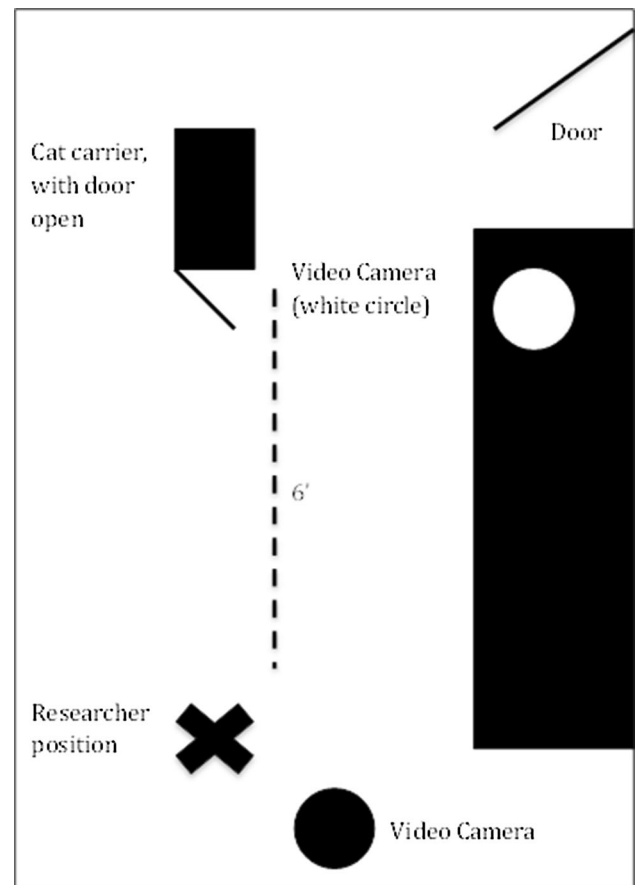 Door
Cat carrier,
with door
open
Video Camera
(white circle)
6'
Researcher
position
Video Camera